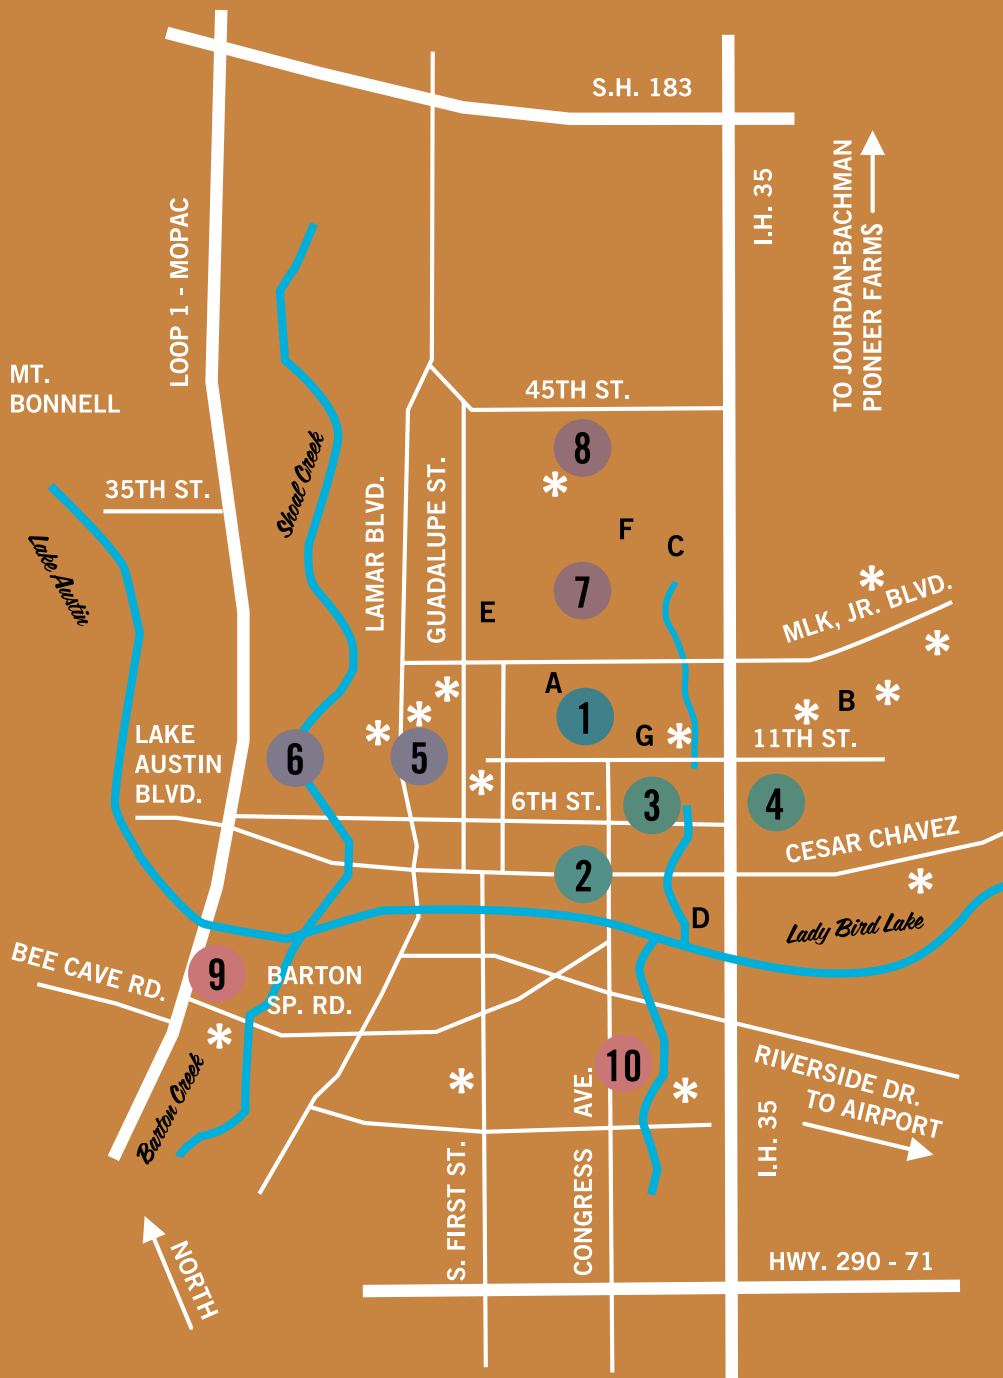 S.H. 183
I.H. 35
TO JOURDAN-BACHMAN
PIONEER FARMS
LOOP 1 - MOPAC
MT.
BONNELL
45TH ST.
8
*
35TH ST.
Shoal Creek
LAMAR BLVD.
GUADALUPE ST.
Lake Austin
F
C
7
E
*
MLK, JR. BLVD.
*
A
*
B
*
*
1
*
*
*
G
*
11TH ST.
LAKE
AUSTIN
BLVD.
6
5
*
6TH ST.
3
4
CESAR CHAVEZ
2
*
D
Lady Bird Lake
BEE CAVE RD.
9
BARTON
SP. RD.
*
Barton Creek
*
10
*
RIVERSIDE DR.
TO AIRPORT
I.H. 35
S. FIRST ST.
CONGRESS AVE.
NORTH
HWY. 290 - 71